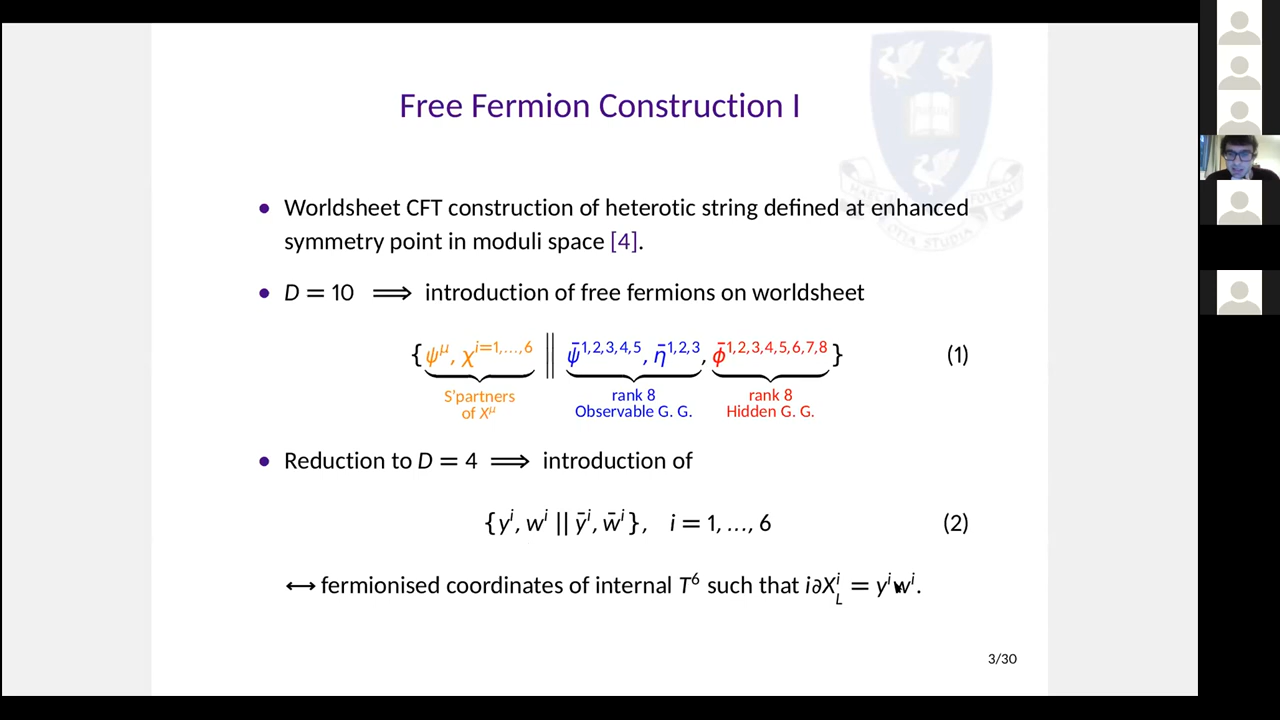 Free Fermion Construction I
• Worldsheet CFT construction of heterotic string defined at enhanced
symmetry point in moduli space [4].
• D = 10 ⟹ introduction of free fermions on worldsheet
{ψ^μ, χ^{i=1,...,6} || ψ̄^{1,2,3,4,5}, η̄^{1,2,3}, ϕ̄^{1,2,3,4,5,6,7,8}} (1)
S'partners of X^μ
rank 8 Observable G. G.
rank 8 Hidden G. G.
• Reduction to D = 4 ⟹ introduction of
{y^i, w^i || ȳ^i, w̄^i}, i = 1, ..., 6 (2)
↔ fermionised coordinates of internal T^6 such that i∂X^i_L = y^i w^i.
3/30